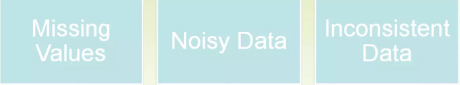 Missing
Values
Noisy Data
Inconsistent
Data